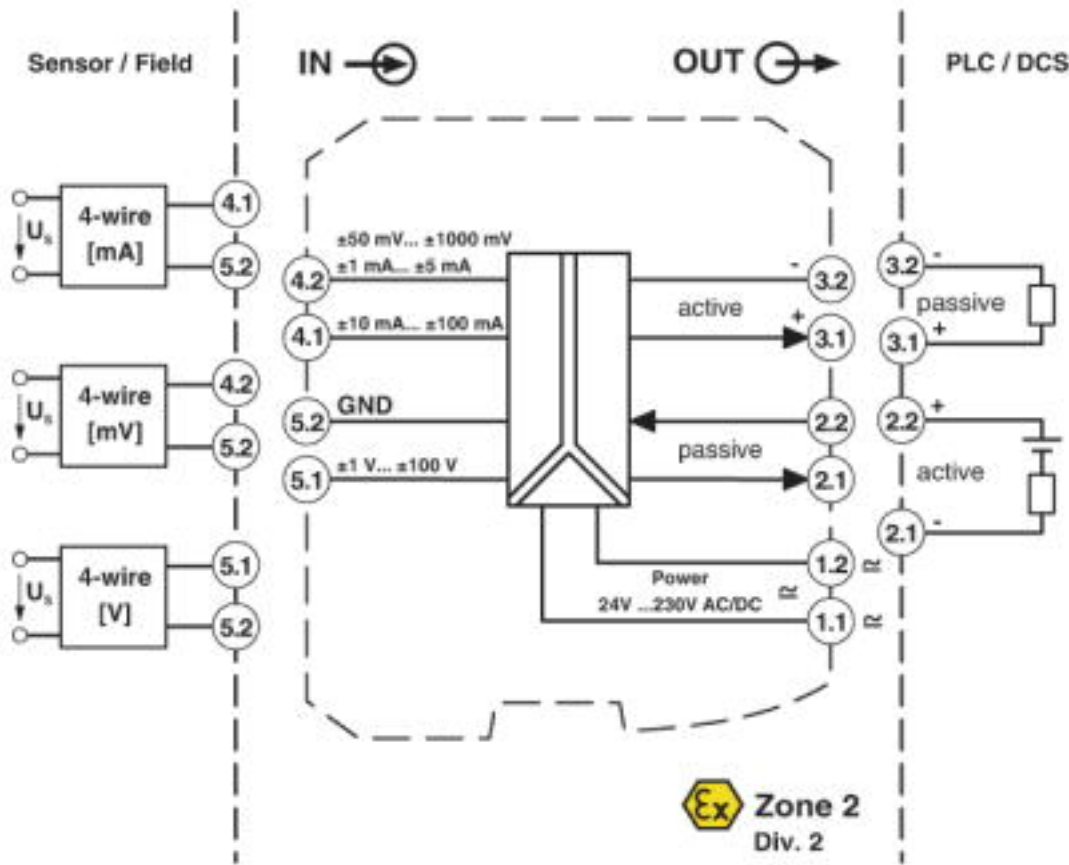 Sensor / Field
IN
OUT
PLC / DCS
4-wire
[mA]
Us
4.1
5.2
4-wire
[mV]
Us
4.2
5.2
4-wire
[V]
Us
5.1
5.2
±50 mV... ±1000 mV
±1 mA... ±5 mA
4.2
±10 mA... ±100 mA
4.1
GND
5.2
±1 V... ±100 V
5.1
-
3.2
active
+
3.1
2.2
passive
2.1
1.2
Power
24V ...230V AC/DC
1.1
3.2 -
passive
3.1 +
2.2 +
active
2.1 -
Ex
Zone 2
Div. 2